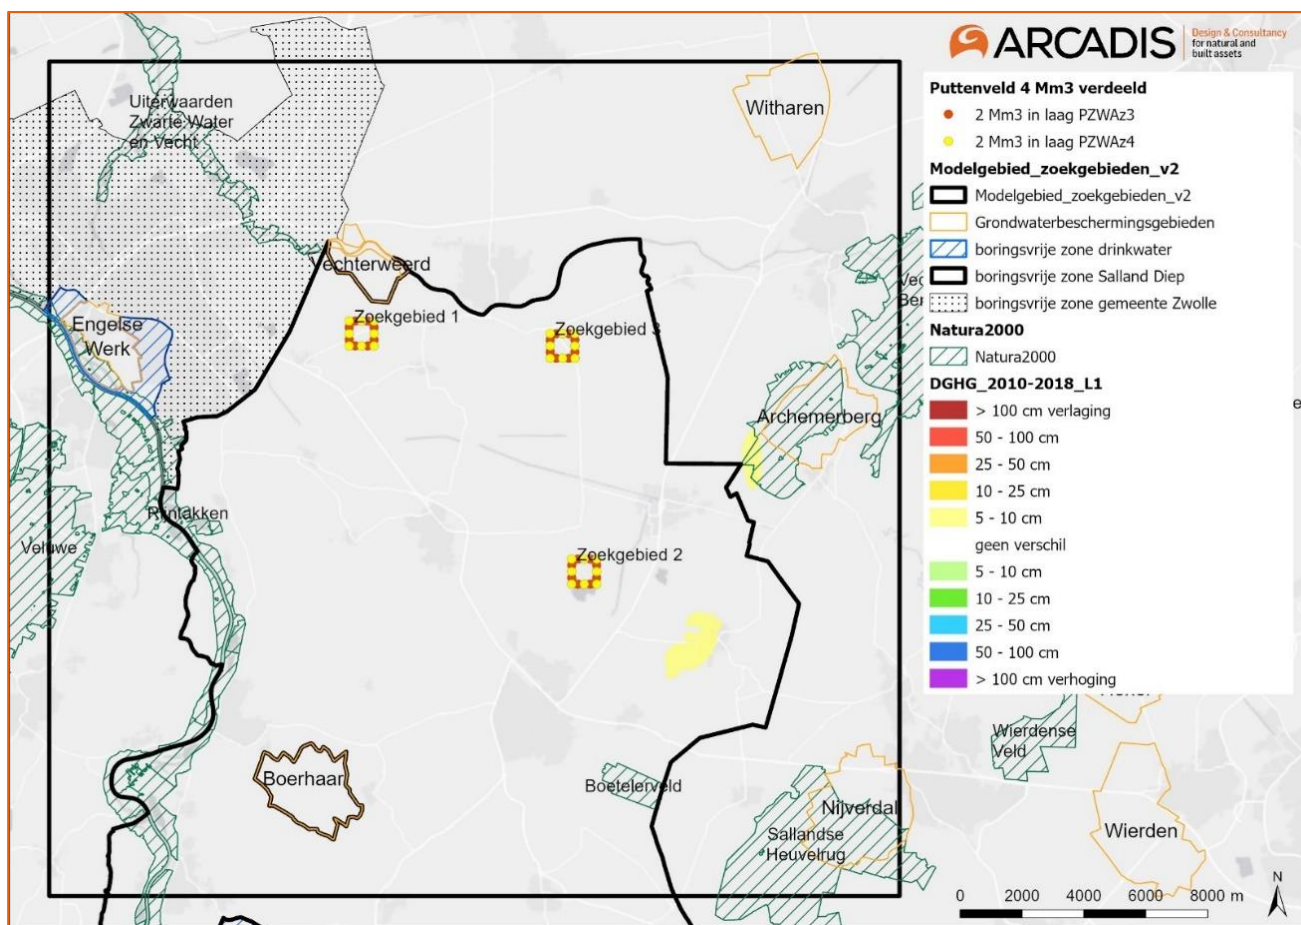 ARCADIS
Design & Consultancy
for natural and
built assets
Puttenveld 4 Mm3 verdeeld
2 Mm3 in laag PZWAz3
2 Mm3 in laag PZWAz4
Modelgebied_zoekgebieden_v2
Modelgebied_zoekgebieden_v2
Grondwaterbeschermingsgebieden
boringsvrije zone drinkwater
boringsvrije zone Salland Diep
boringsvrije zone gemeente Zwolle
Natura2000
Natura2000
DGHG_2010-2018_L1
> 100 cm verlaging
50 - 100 cm
25 - 50 cm
10 - 25 cm
5 - 10 cm
geen verschil
5 - 10 cm
10 - 25 cm
25 - 50 cm
50 - 100 cm
> 100 cm verhoging
Uiterwaarden
Zwarte Water
en Vecht
Witharen
Vechterweerd
Engelse
Werk
Zoekgebied 1
Zoekgebied 3
Archemerberg
Rijntakken
Veluwe
Zoekgebied 2
Boerhaar
Boetelerveld
Nijverdal
Sallandse
Heuvelrug
Wierdense
Veld
Wierden
0 2000 4000 6000 8000 m
N